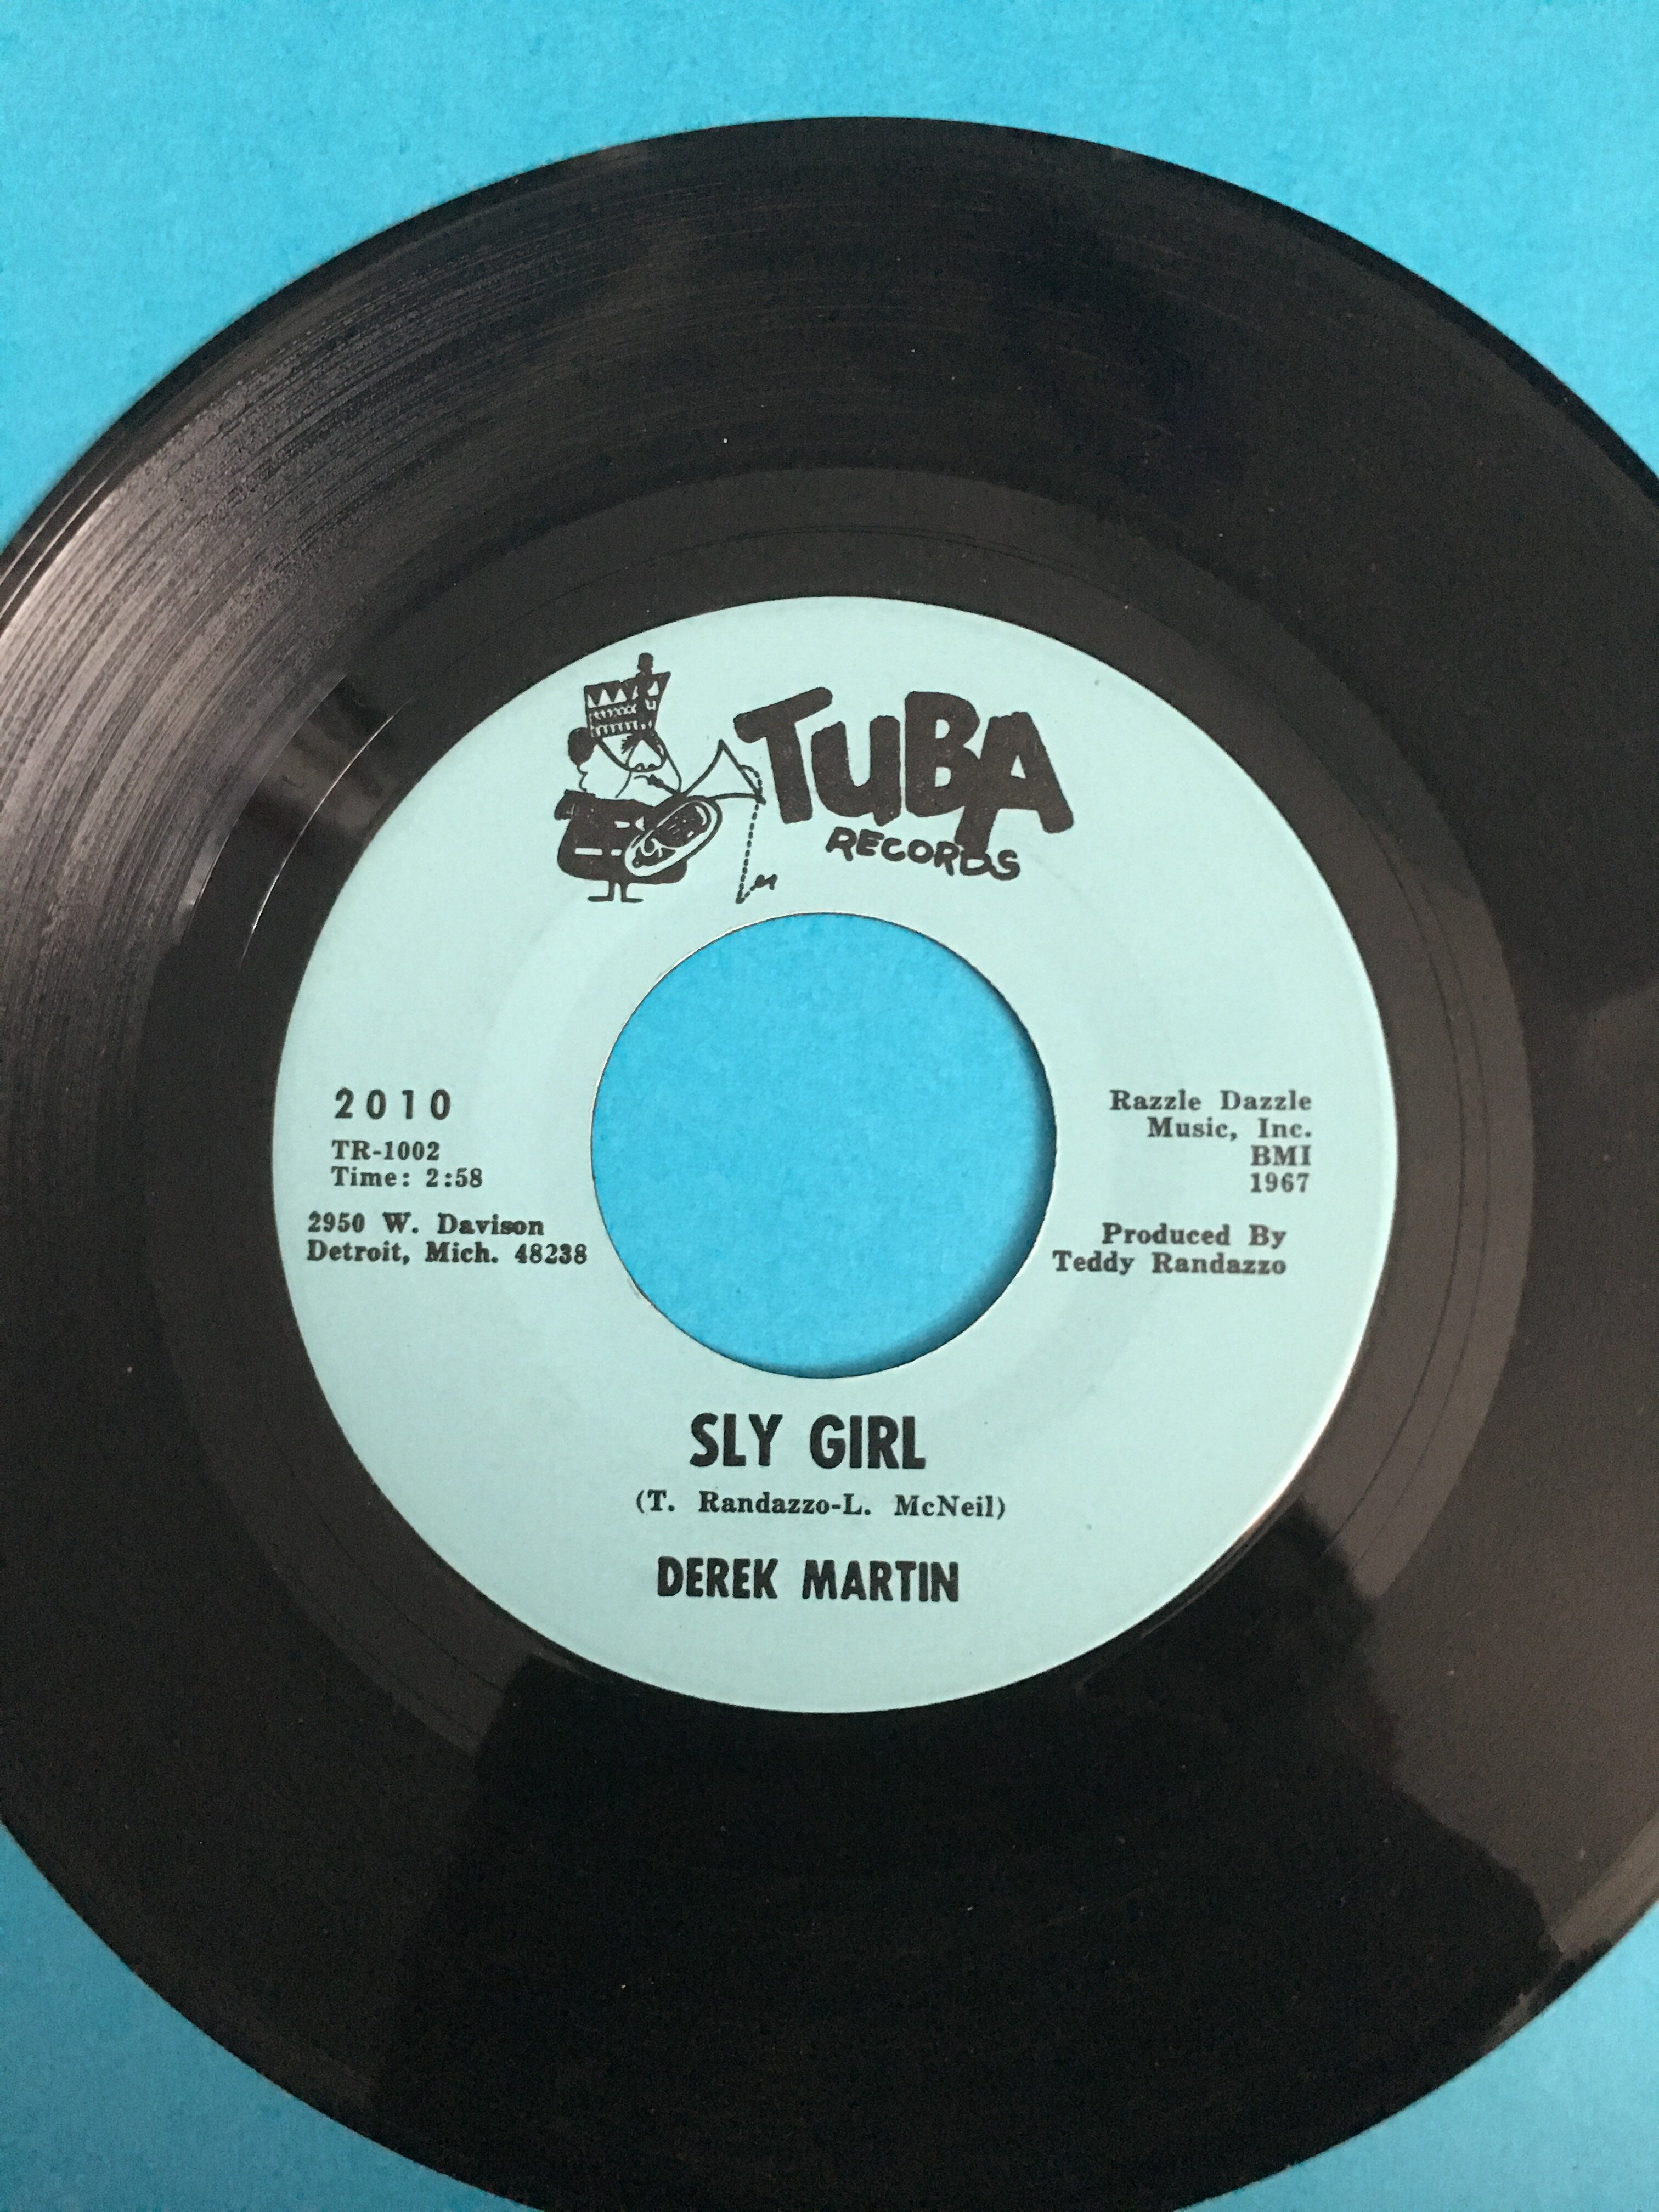 TUBA
RECORDS
2010
TR-1002
Time: 2:58
2950 W. Davison
Detroit, Mich. 48238
Razzle Dazzle
Music, Inc.
BMI
1967
Produced By
Teddy Randazzo
SLY GIRL
(T. Randazzo-L. McNeil)
DEREK MARTIN